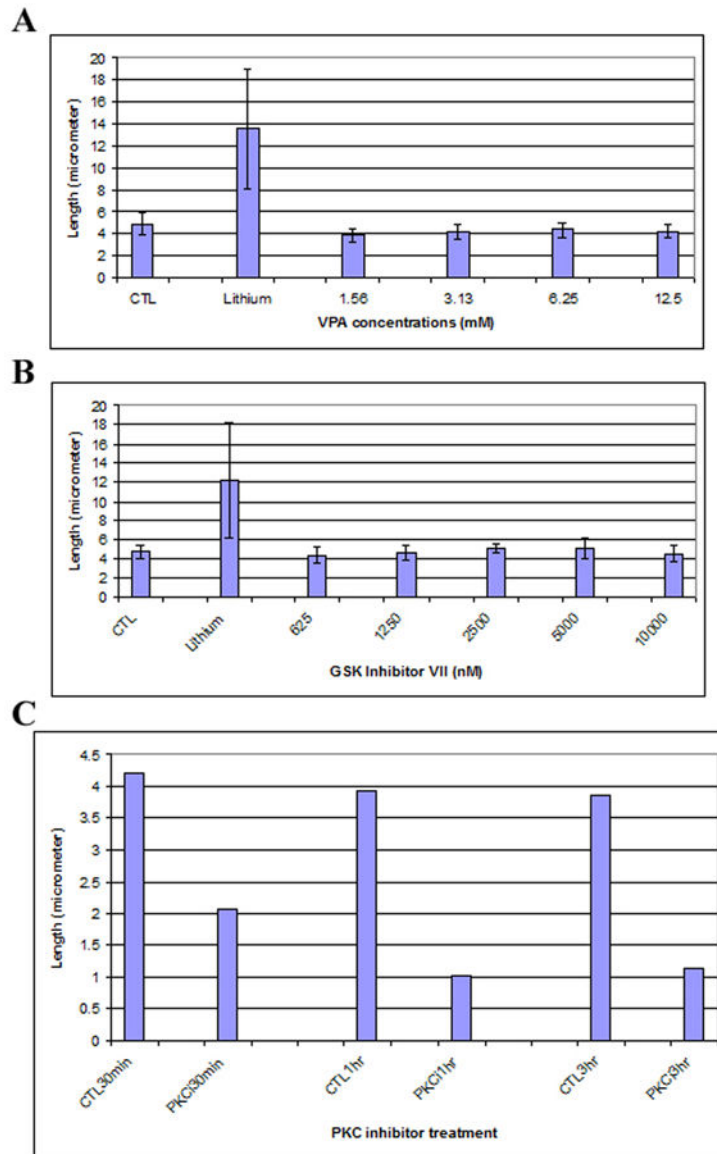 A
20
18
16
14
12
10
8
6
4
2
0
Length (micrometer)
CTL Lithium 1.56 3.13 6.25 12.5
VPA concentrations (mM)
B
20
18
16
14
12
10
8
6
4
2
0
Length (micrometer)
CTL Lithium 625 1250 2500 5000 10000
GSK Inhibitor VII (nM)
C
4.5
4
3.5
3
2.5
2
1.5
1
0.5
0
Length (micrometer)
CTL30min PKCi30min CTL1hr PKCi1hr CTL3hr PKCi3hr
PKC inhibitor treatment